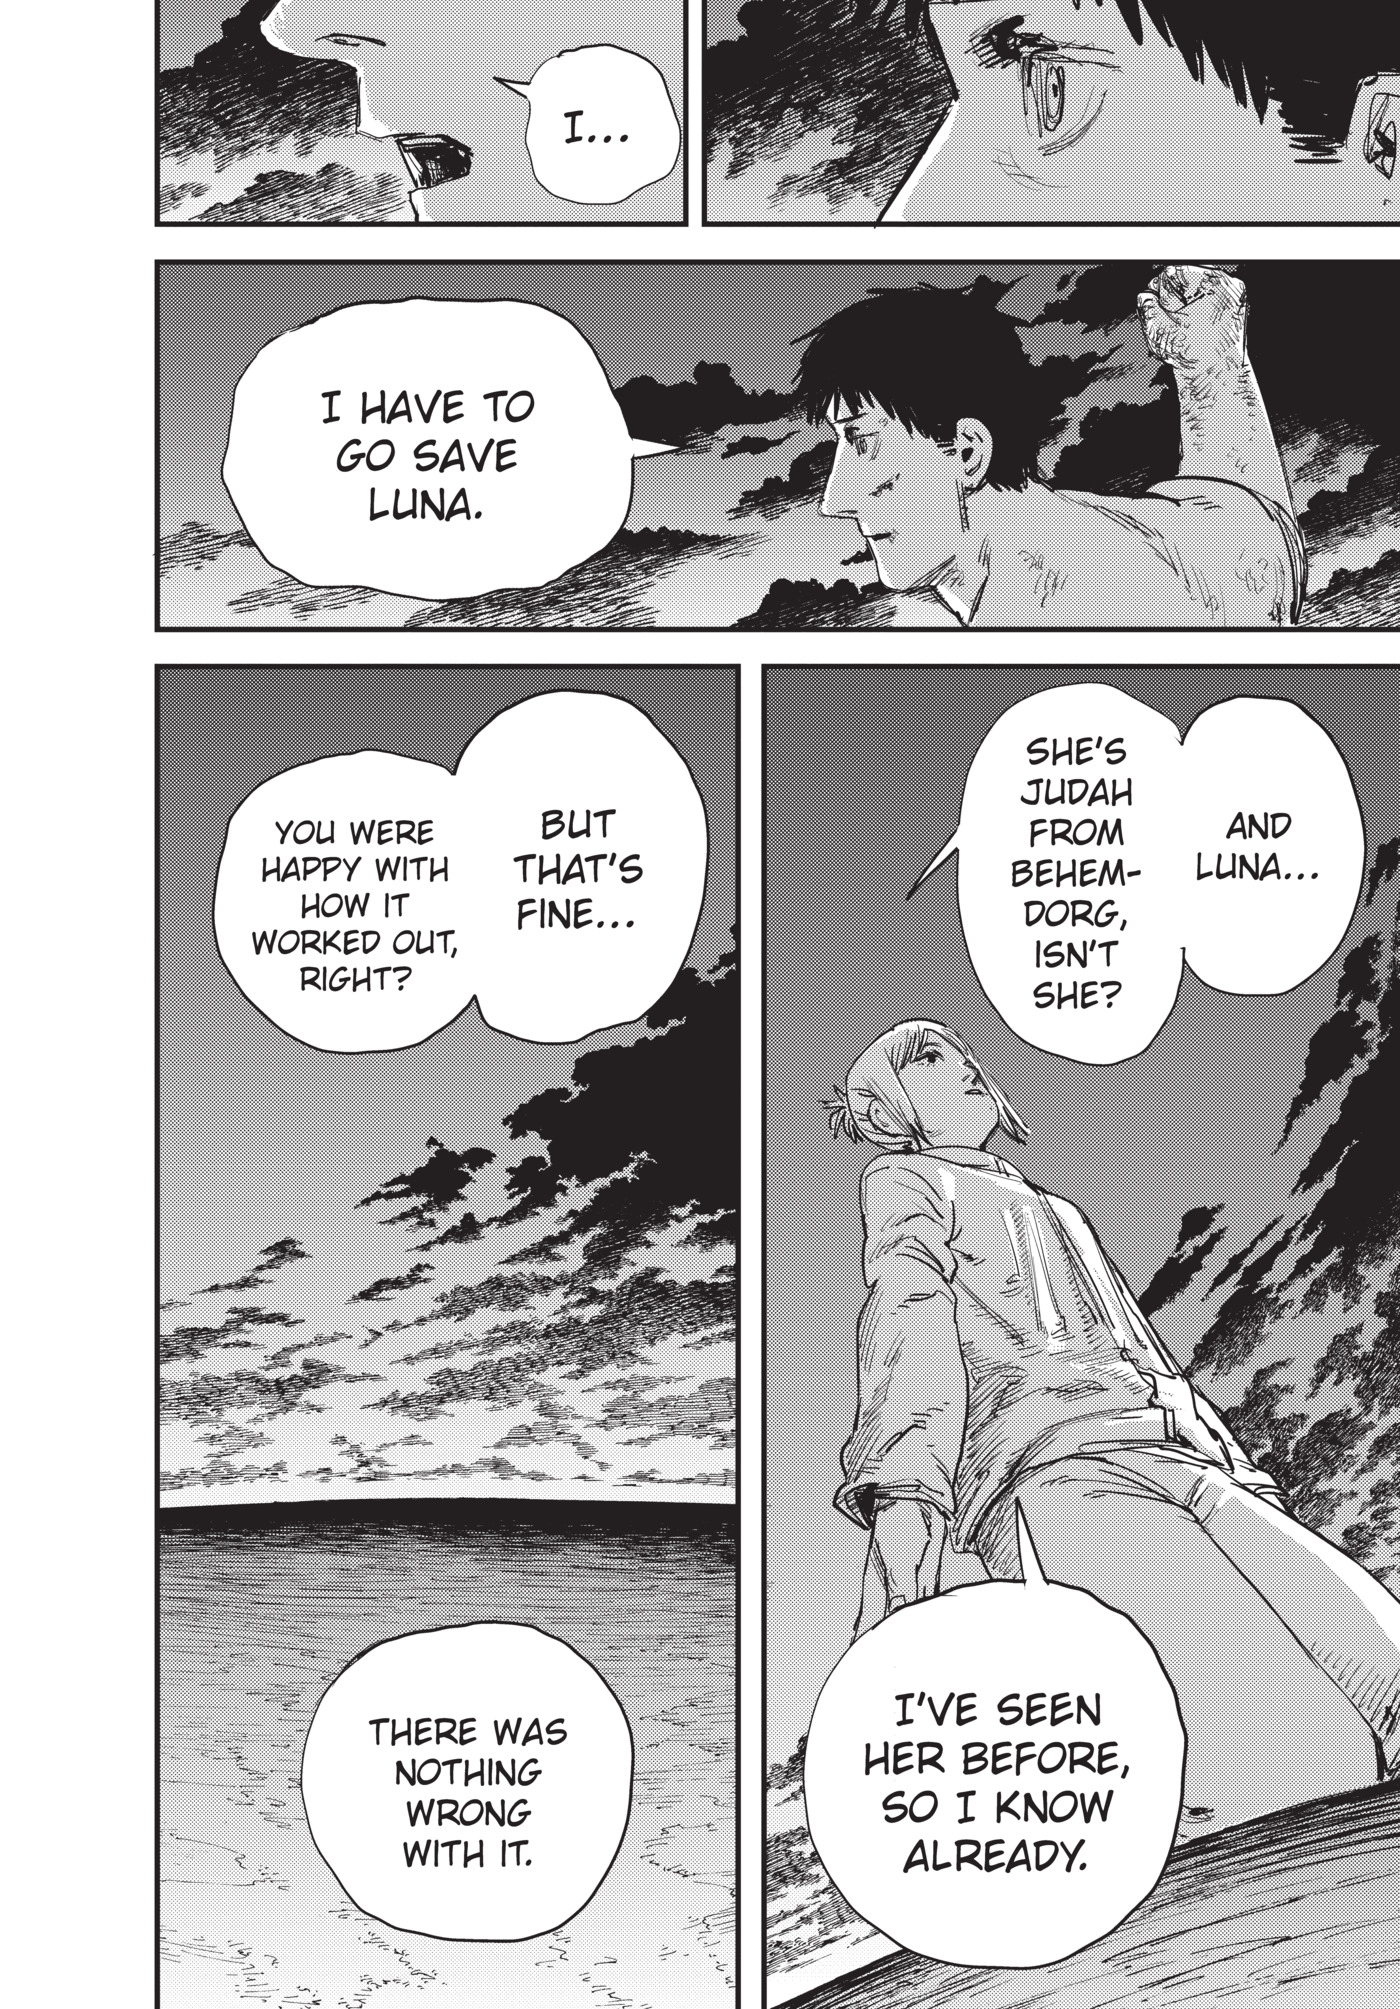 I...
I HAVE TO
GO SAVE
LUNA.
AND
LUNA...
SHE'S
JUDAH
FROM
BEHEM-
DORG,
ISN'T
SHE?
I'VE SEEN
HER BEFORE,
SO I KNOW
ALREADY.
BUT
THAT'S
FINE...
YOU WERE
HAPPY WITH
HOW IT
WORKED OUT,
RIGHT?
THERE WAS
NOTHING
WRONG
WITH IT.